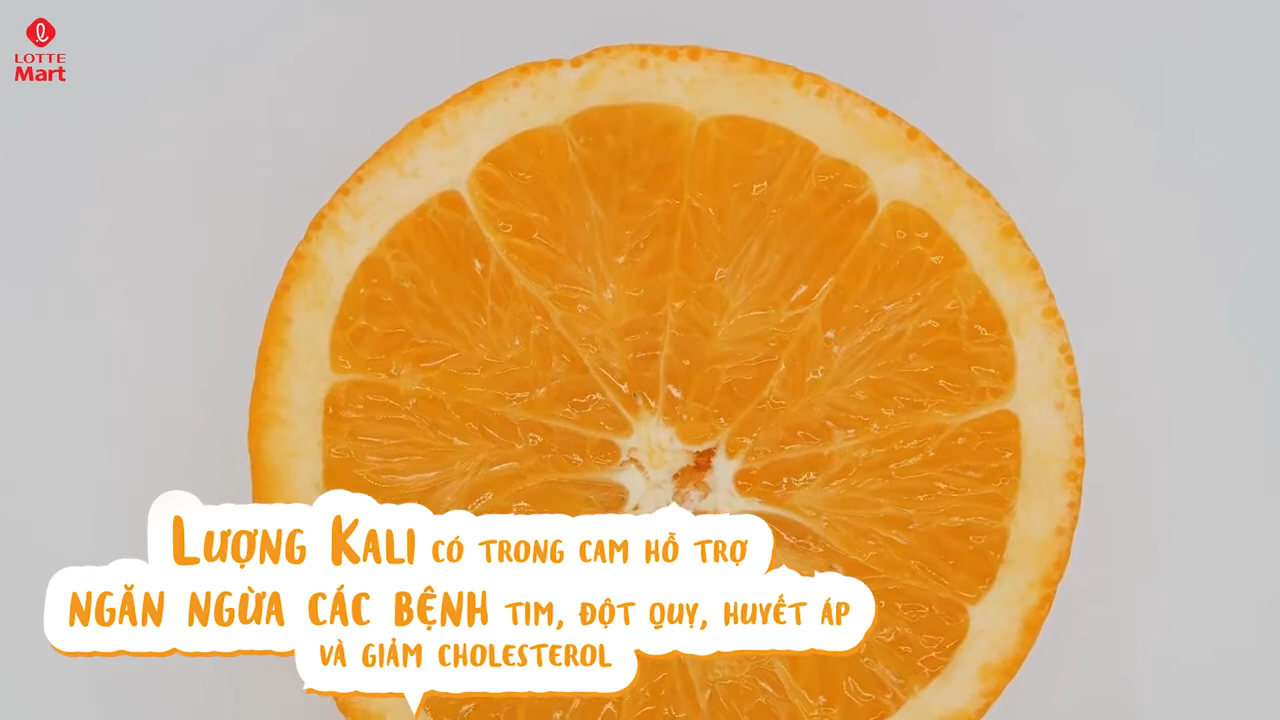 LOTTE
Mart
Lượng Kali có trong cam hỗ trợ
ngăn ngừa các bệnh tim, đột quỵ, huyết áp
và giảm cholesterol